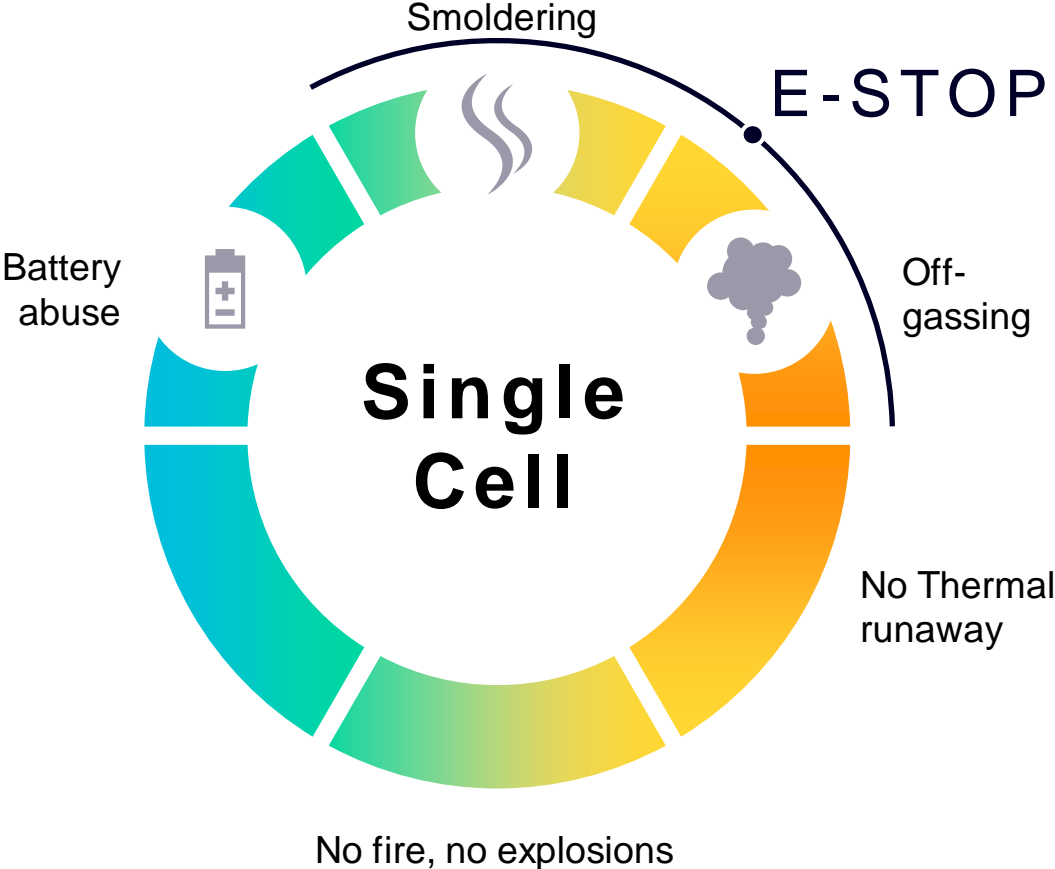 Smoldering
E-STOP
Battery
abuse
Off-
gassing
Single
Cell
No Thermal
runaway
No fire, no explosions